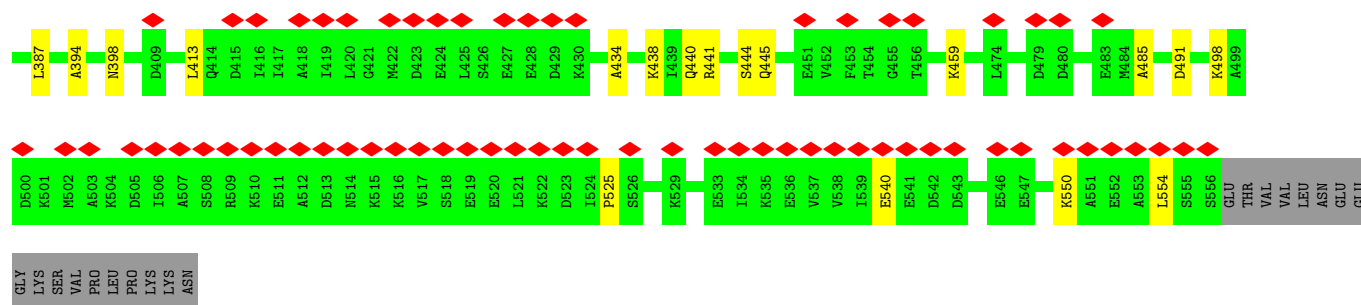 L387 A394 N398 D409 L413 Q414 D415 I416 I417 A418 I419 L420 G421 M422 D423 E424 L425 S426 E427 E428 D429 K430 A434 K438 I439 Q440 R441 S444 Q445 E451 V452 F453 T454 G455 T456 K459 L474 D479 D480 E483 M484 A485 D491 K498 A499
D500 K501 M502 A503 K504 D505 I506 A507 S508 R509 K510 E511 A512 D513 N514 K515 K516 V517 S518 E519 E520 L521 K522 D523 I524 P525 S526 K529 E533 I534 K535 E536 V537 V538 I539 E540 E541 D542 D543 E546 E547 K550 A551 E552 A553 L554 S555 S556 GLU THR VAL VAL LEU ASN GLU GLU
GLY LYS SER VAL PRO LEU PRO LYS LYS ASN